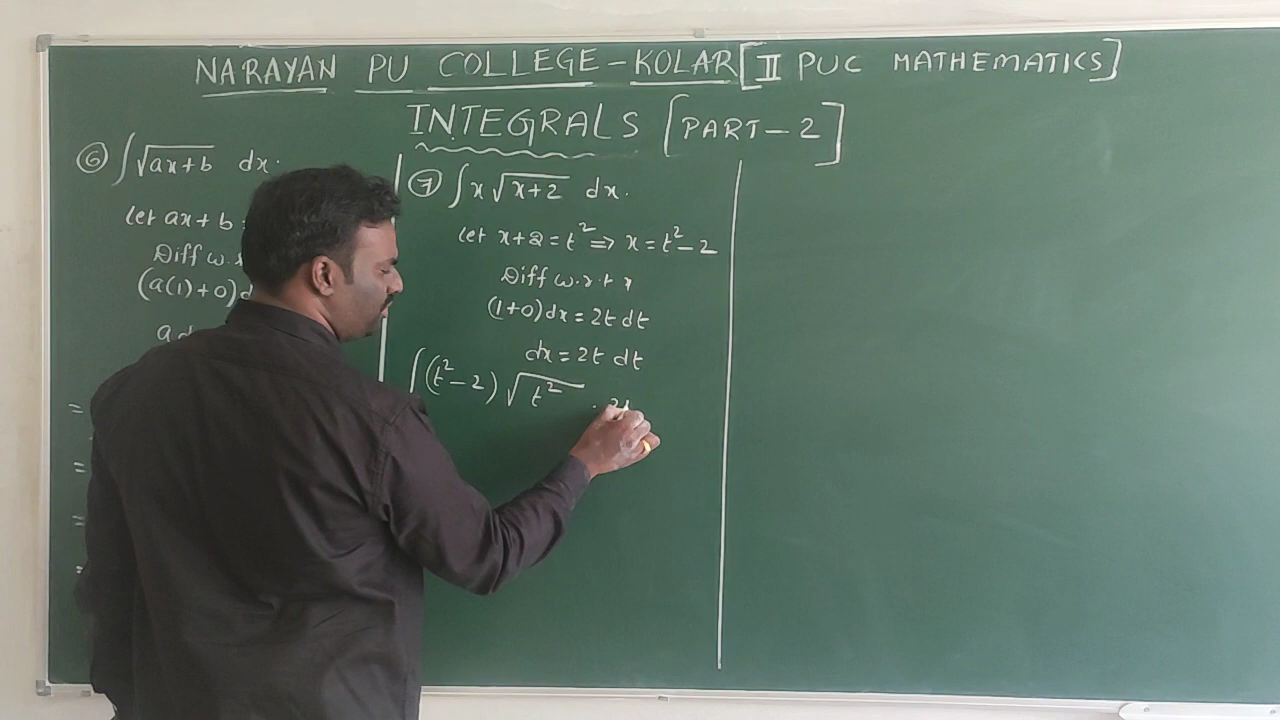 NARAYAN PU COLLEGE – KOLAR [II PUC MATHEMATICS]
INTEGRALS [PART – 2]
⑥ ∫√ax+b dx.
Let ax + b =
Diff w.
(a(1)+0)d
a d
=
=
=
=
⑦ ∫ x √x+2 dx.
Let x+2 = t² ⇒ x = t² – 2
Diff w.r.t x
(1+0)dx = 2t dt
dx = 2t dt
∫(t² – 2) √t² . 2t